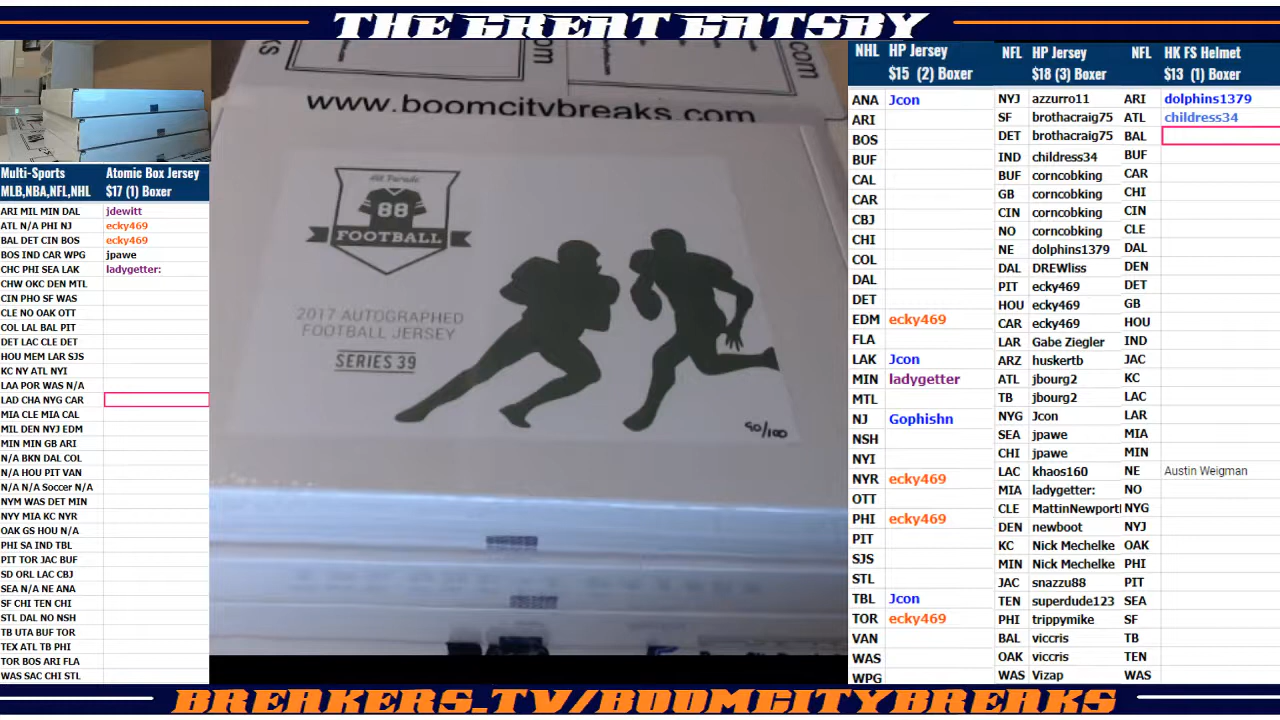 THE GREAT GATSBY
Multi-Sports Atomic Box Jersey
MLB,NBA,NFL,NHL $17 (1) Boxer
ARI MIL MIN DAL jdewitt
ATL N/A PHI NJ ecky469
BAL DET CIN BOS ecky469
BOS IND CAR WPG jpawe
CHC PHI SEA LAK ladygetter:
CHW OKC DEN MTL
CIN PHO SF WAS
CLE NO OAK OTT
COL LAL BAL PIT
DET LAC CLE DET
HOU MEM LAR SJS
KC NY ATL NYI
LAA POR WAS N/A
LAD CHA NYG CAR
MIA CLE MIA CAL
MIL DEN NYJ EDM
MIN MIN GB ARI
N/A BKN DAL COL
N/A HOU PIT VAN
N/A N/A Soccer N/A
NYM WAS DET MIN
NYY MIA KC NYR
OAK GS HOU N/A
PHI SA IND TBL
PIT TOR JAC BUF
SD ORL LAC CBJ
SEA N/A NE ANA
SF CHI TEN CHI
STL DAL NO NSH
TB UTA BUF TOR
TEX ATL TB PHI
TOR BOS ARI FLA
WAS SAC CHI STL
www.boomcitybreaks.com
Hit Parade
88
FOOTBALL
2017 AUTOGRAPHED
FOOTBALL JERSEY
SERIES 39
90/100
NHL HP Jersey
$15 (2) Boxer
ANA Jcon
ARI
BOS
BUF
CAL
CAR
CBJ
CHI
COL
DAL
DET
EDM ecky469
FLA
LAK Jcon
MIN ladygetter
MTL
NJ Gophishn
NSH
NYI
NYR ecky469
OTT
PHI ecky469
PIT
SJS
STL
TBL Jcon
TOR ecky469
VAN
WAS
WPG
NFL HP Jersey
$18 (3) Boxer
NYJ azzurro11
SF brothacraig75
DET brothacraig75
IND childress34
BUF corncobking
GB corncobking
CIN corncobking
NO corncobking
NE dolphins1379
DAL DREWliss
PIT ecky469
HOU ecky469
CAR ecky469
LAR Gabe Ziegler
ARZ huskertb
ATL jbourg2
TB jbourg2
NYG Jcon
SEA jpawe
CHI jpawe
LAC khaos160
MIA ladygetter:
CLE MattinNewport
DEN newboot
KC Nick Mechelke
MIN Nick Mechelke
JAC snazzu88
TEN superdude123
PHI trippymike
BAL viccris
OAK viccris
WAS Vizap
NFL HK FS Helmet
$13 (1) Boxer
ARI dolphins1379
ATL childress34
BAL
BUF
CAR
CHI
CIN
CLE
DAL
DEN
DET
GB
HOU
IND
JAC
KC
LAC
LAR
MIA
MIN
NE Austin Weigman
NO
NYG
NYJ
OAK
PHI
PIT
SEA
SF
TB
TEN
WAS
BREAKERS.TV/BOOMCITYBREAKS